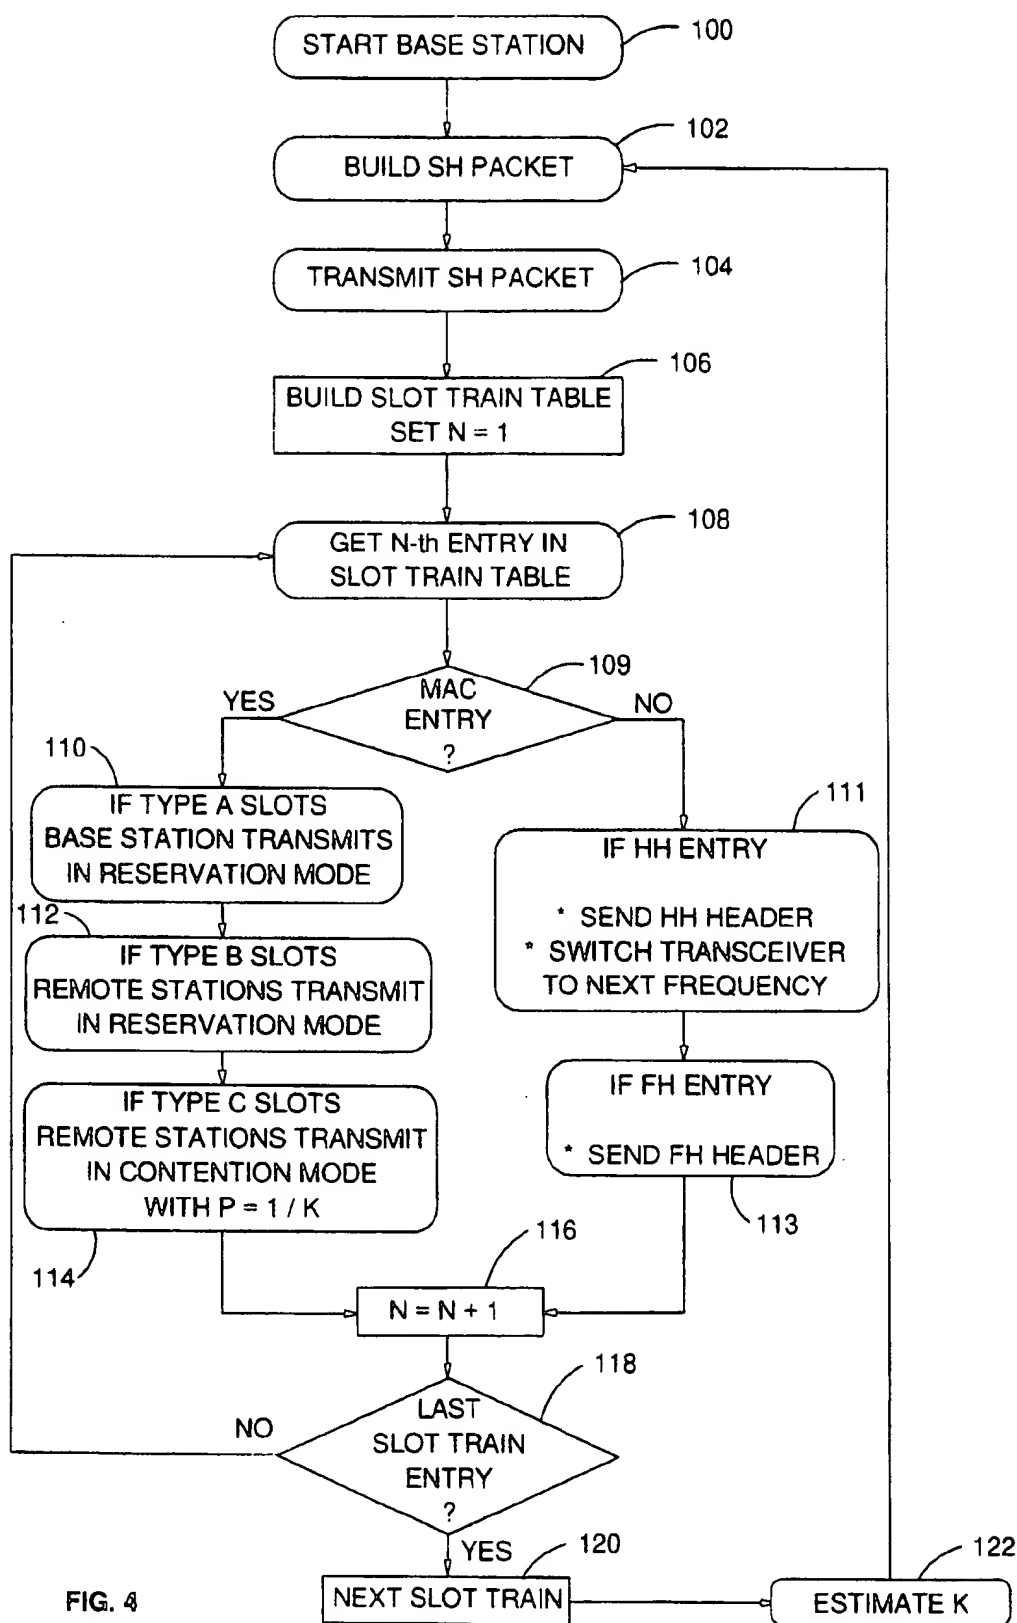 START BASE STATION
100
BUILD SH PACKET
102
TRANSMIT SH PACKET
104
106
BUILD SLOT TRAIN TABLE
SET N = 1
108
GET N-th ENTRY IN
SLOT TRAIN TABLE
109
MAC
ENTRY
?
YES
NO
110
IF TYPE A SLOTS
BASE STATION TRANSMITS
IN RESERVATION MODE
111
IF HH ENTRY
* SEND HH HEADER
* SWITCH TRANSCEIVER
TO NEXT FREQUENCY
112
IF TYPE B SLOTS
REMOTE STATIONS TRANSMIT
IN RESERVATION MODE
IF FH ENTRY
* SEND FH HEADER
113
IF TYPE C SLOTS
REMOTE STATIONS TRANSMIT
IN CONTENTION MODE
WITH P = 1 / K
114
116
N = N + 1
118
LAST
SLOT TRAIN
ENTRY
?
NO
YES
120
NEXT SLOT TRAIN
122
ESTIMATE K
FIG. 4